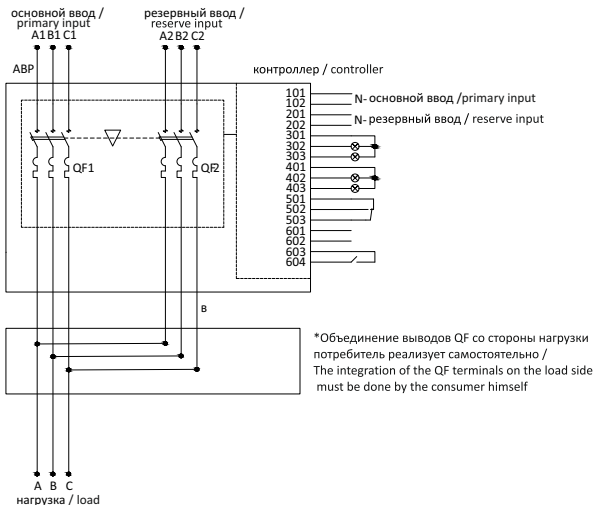 основной ввод /
primary input
A1 B1 C1
резервный ввод /
reserve input
A2 B2 C2
АВР
контроллер / controller
101
102
N- основной ввод /primary input
201
202
N- резервный ввод / reserve input
301
302
303
401
402
403
501
502
503
601
602
603
604
QF1
QF2
в
*Объединение выводов QF со стороны нагрузки
потребитель реализует самостоятельно /
The integration of the QF terminals on the load side
must be done by the consumer himself
A B C
нагрузка / load